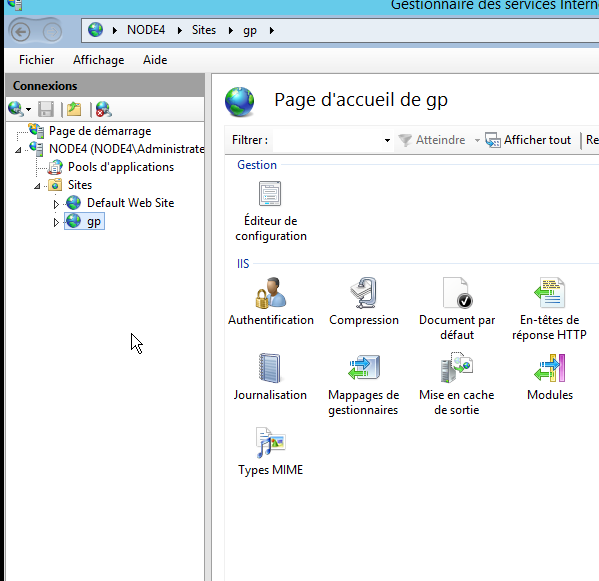 Gestionnaire des services Intern
NODE4 Sites gp
Fichier Affichage Aide
Connexions
Page de démarrage
NODE4 (NODE4\Administrate
Pools d'applications
Sites
Default Web Site
gp
Page d'accueil de gp
Filtrer : Atteindre Afficher tout Re
Gestion
Éditeur de
configuration
IIS
Authentification Compression Document par En-têtes de
défaut réponse HTTP
Journalisation Mappages de Mise en cache Modules
gestionnaires de sortie
Types MIME